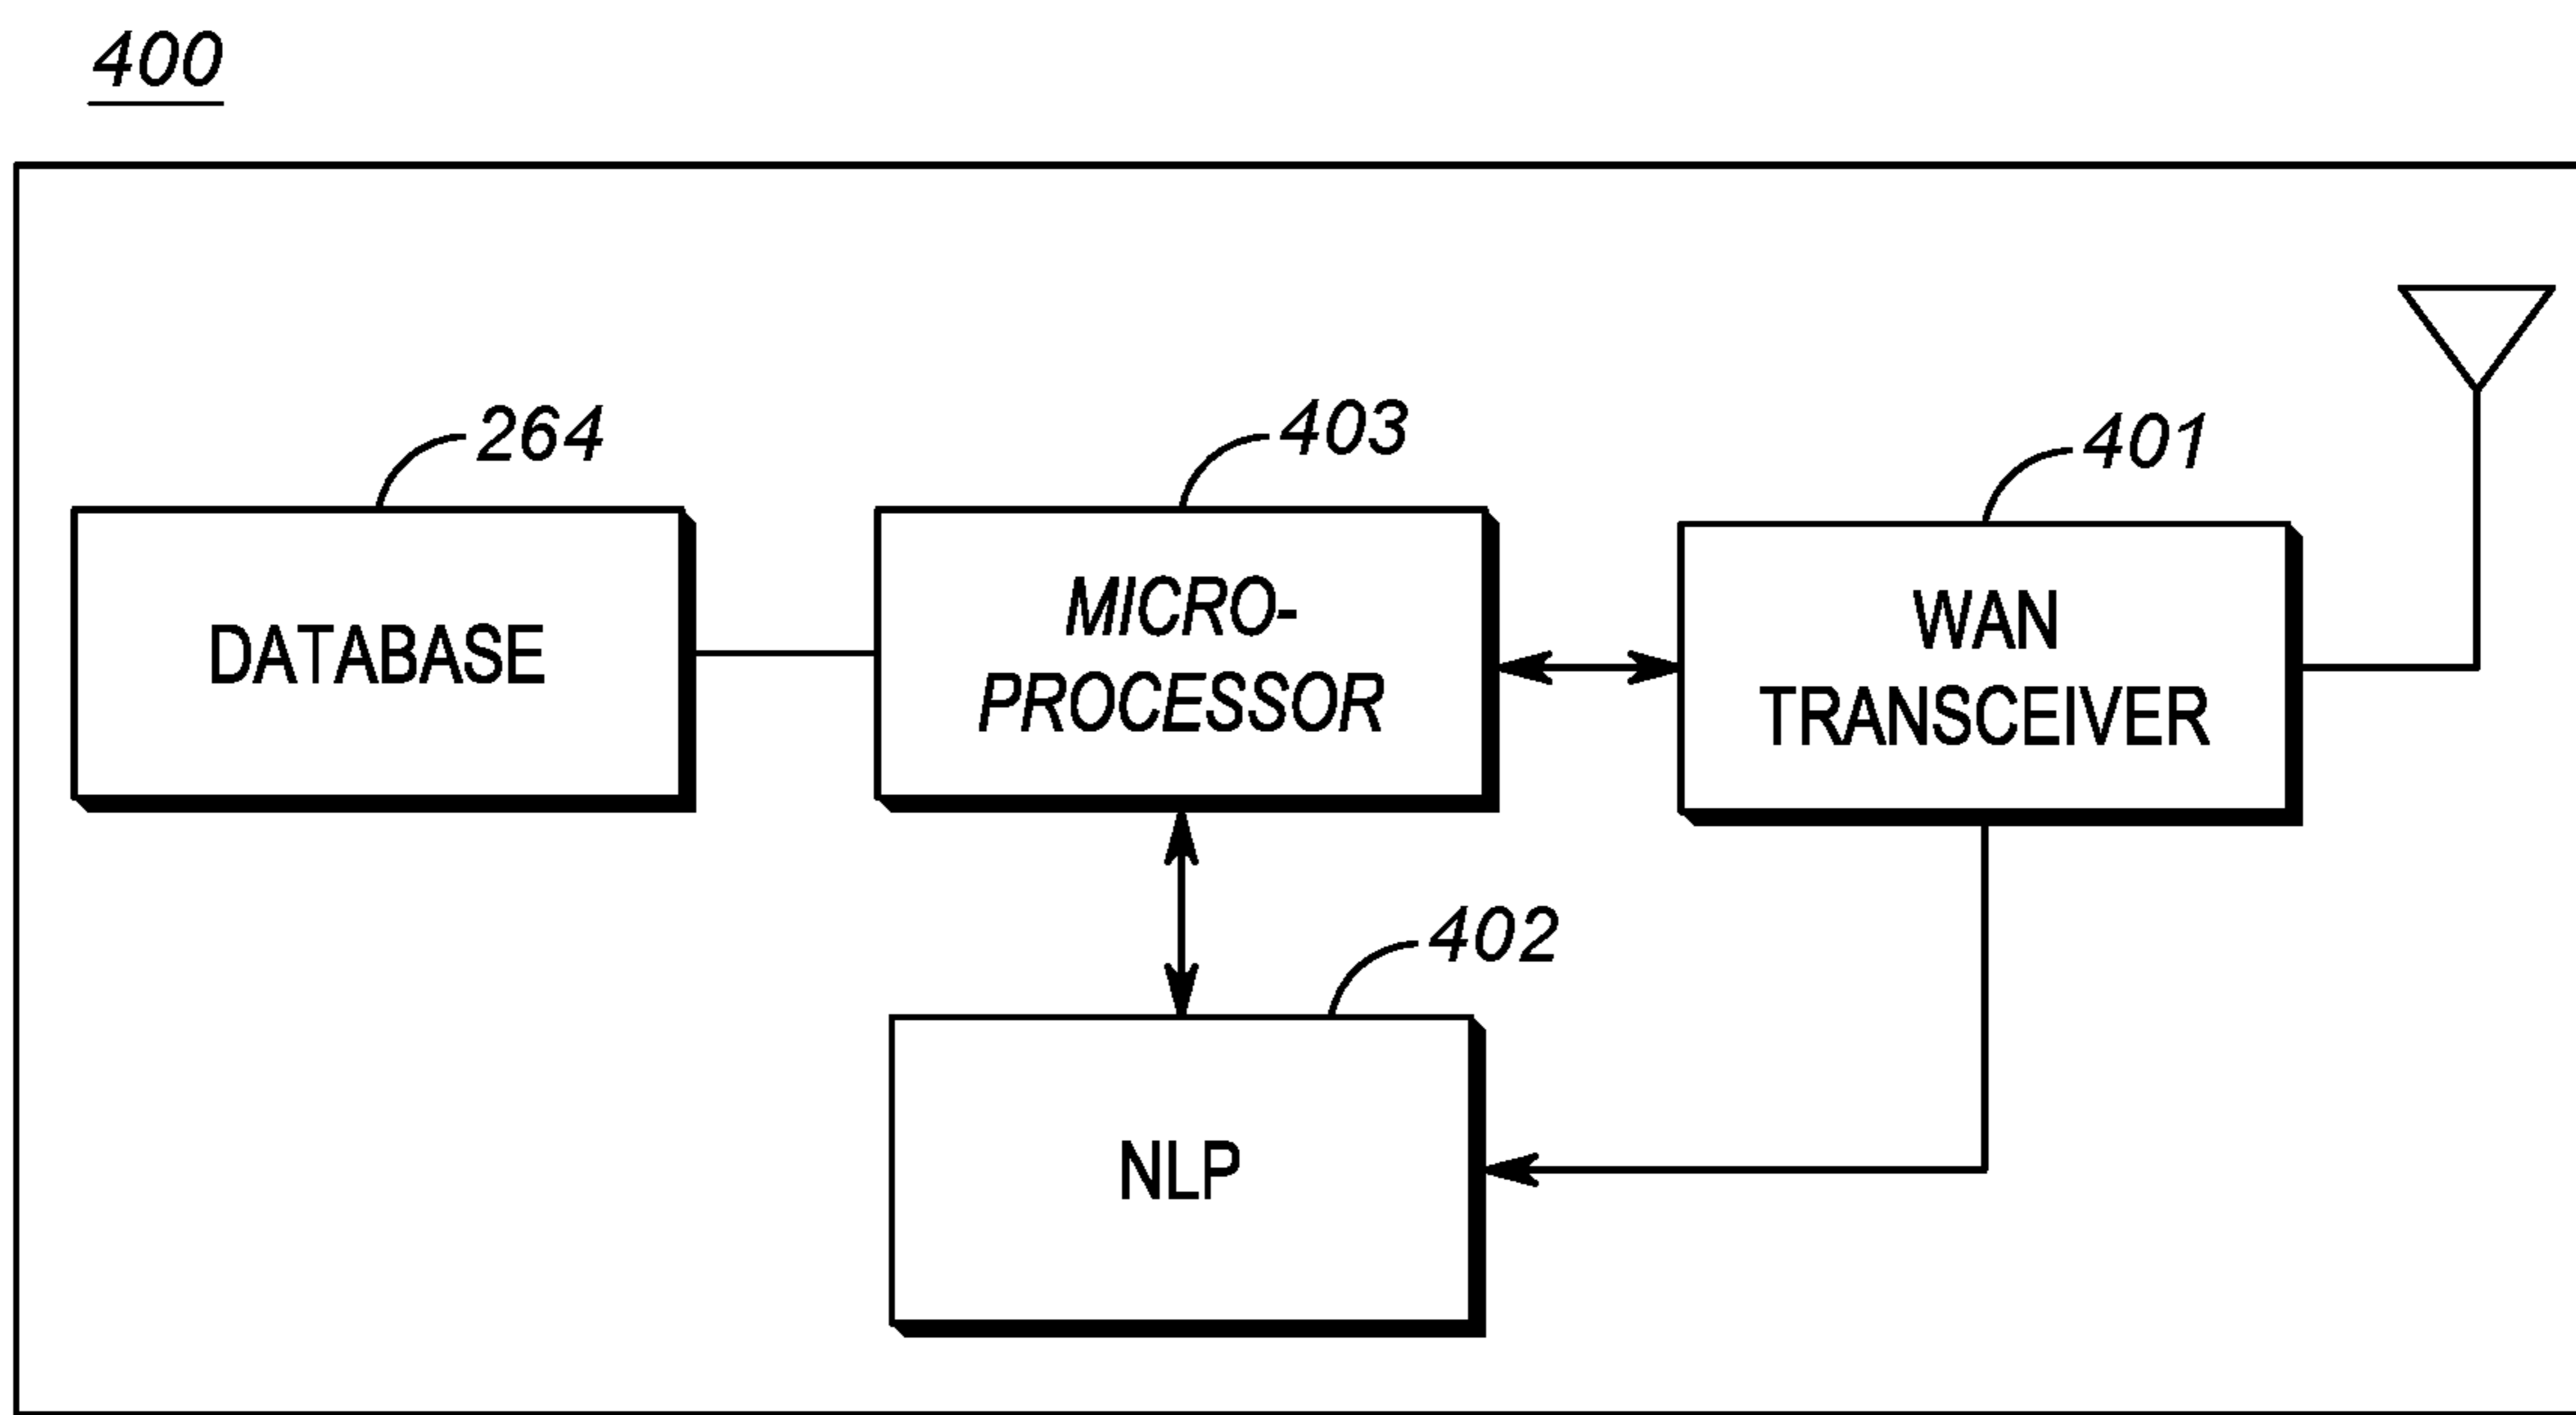 400
264
403
401
DATABASE
MICRO-
PROCESSOR
WAN
TRANSCEIVER
402
NLP